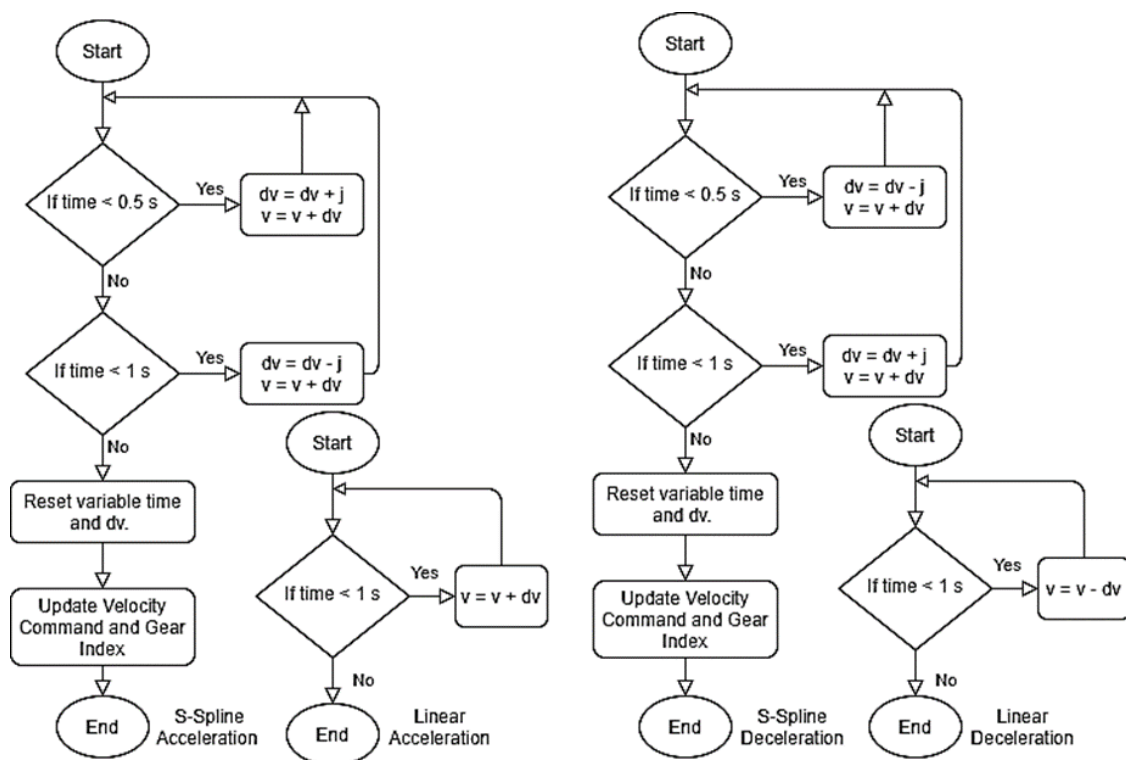 Start
If time < 0.5 s
Yes
dv = dv + j
v = v + dv
No
If time < 1 s
Yes
dv = dv - j
v = v + dv
No
Reset variable time
and dv.
Update Velocity
Command and Gear
Index
End
S-Spline
Acceleration
Start
If time < 1 s
Yes
v = v + dv
No
End
Linear
Acceleration
Start
If time < 0.5 s
Yes
dv = dv - j
v = v + dv
No
If time < 1 s
Yes
dv = dv + j
v = v + dv
No
Reset variable time
and dv.
Update Velocity
Command and Gear
Index
End
S-Spline
Deceleration
Start
If time < 1 s
Yes
v = v - dv
No
End
Linear
Deceleration